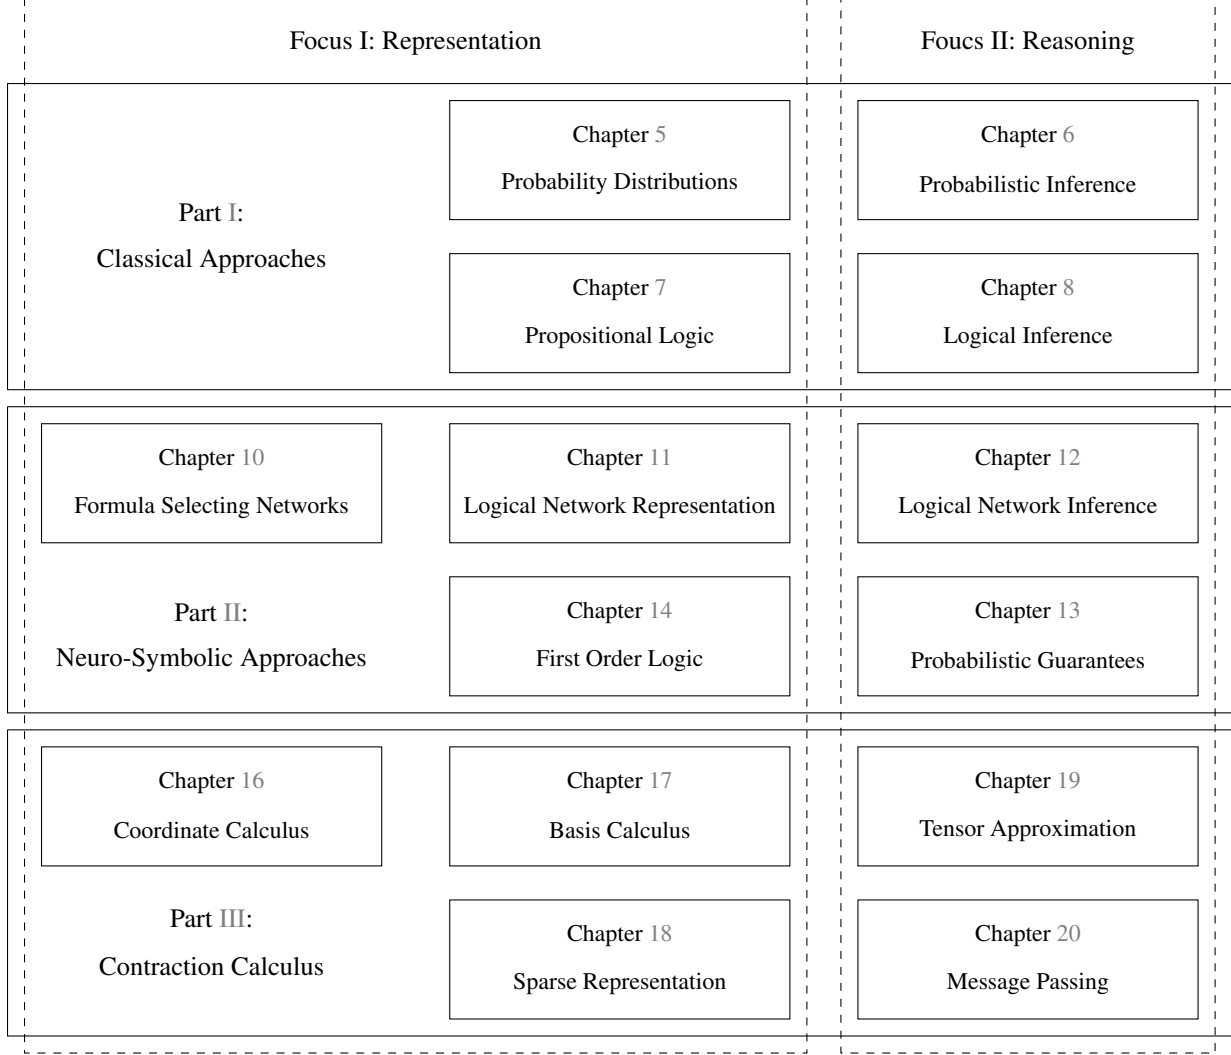 Focus I: Representation
Foucs II: Reasoning
Part I:
Classical Approaches
Chapter 5
Probability Distributions
Chapter 6
Probabilistic Inference
Chapter 7
Propositional Logic
Chapter 8
Logical Inference
Chapter 10
Formula Selecting Networks
Chapter 11
Logical Network Representation
Chapter 12
Logical Network Inference
Part II:
Neuro-Symbolic Approaches
Chapter 14
First Order Logic
Chapter 13
Probabilistic Guarantees
Chapter 16
Coordinate Calculus
Chapter 17
Basis Calculus
Chapter 19
Tensor Approximation
Part III:
Contraction Calculus
Chapter 18
Sparse Representation
Chapter 20
Message Passing